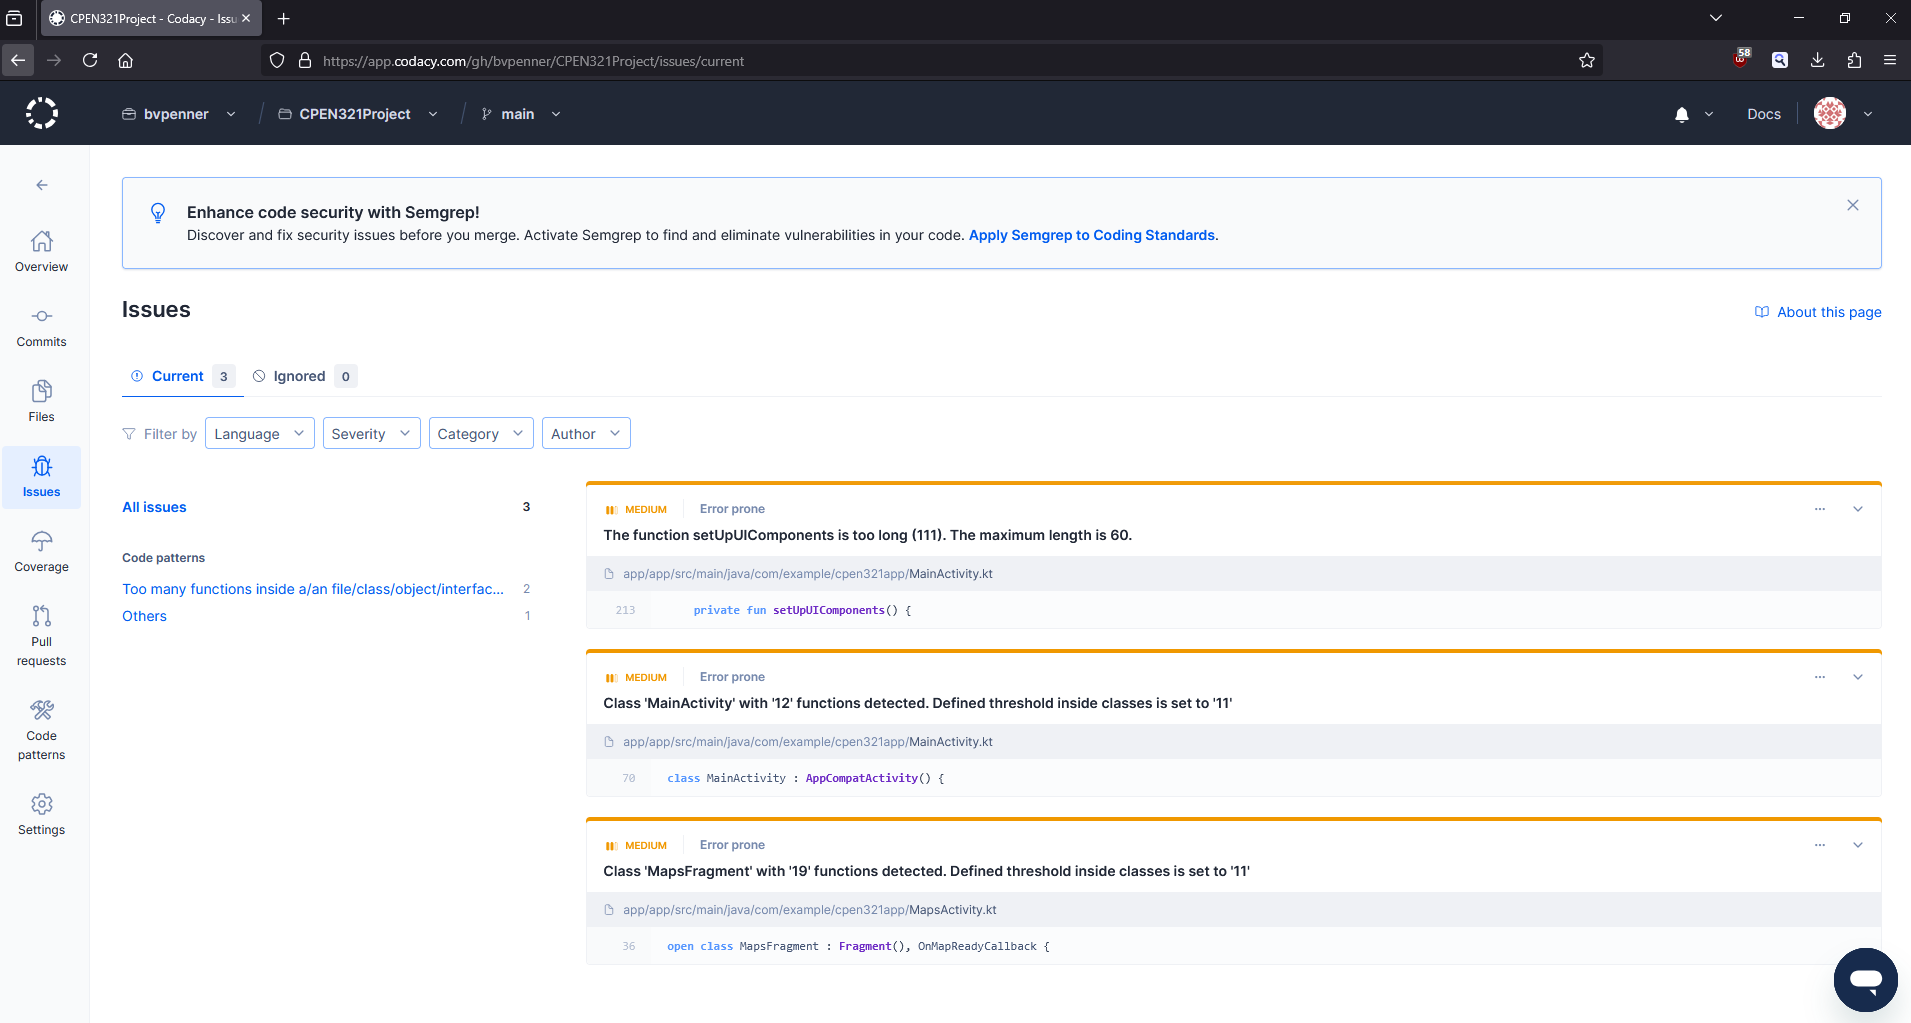 CPEN321Project - Codacy - Issu
https://app.codacy.com/gh/bvpenner/CPEN321Project/issues/current
58
bvpenner
CPEN321Project
main
Docs
Overview
Commits
Files
Issues
Coverage
Pull
requests
Code
patterns
Settings
Enhance code security with Semgrep!
Discover and fix security issues before you merge. Activate Semgrep to find and eliminate vulnerabilities in your code. Apply Semgrep to Coding Standards.
Issues
About this page
Current 3
Ignored 0
Filter by Language Severity Category Author
All issues 3
Code patterns
Too many functions inside a/an file/class/object/interfac... 2
Others 1
MEDIUM Error prone
The function setUpUIComponents is too long (111). The maximum length is 60.
app/app/src/main/java/com/example/cpen321app/MainActivity.kt
213 private fun setUpUIComponents() {
MEDIUM Error prone
Class 'MainActivity' with '12' functions detected. Defined threshold inside classes is set to '11'
app/app/src/main/java/com/example/cpen321app/MainActivity.kt
70 class MainActivity : AppCompatActivity() {
MEDIUM Error prone
Class 'MapsFragment' with '19' functions detected. Defined threshold inside classes is set to '11'
app/app/src/main/java/com/example/cpen321app/MapsActivity.kt
36 open class MapsFragment : Fragment(), OnMapReadyCallback {